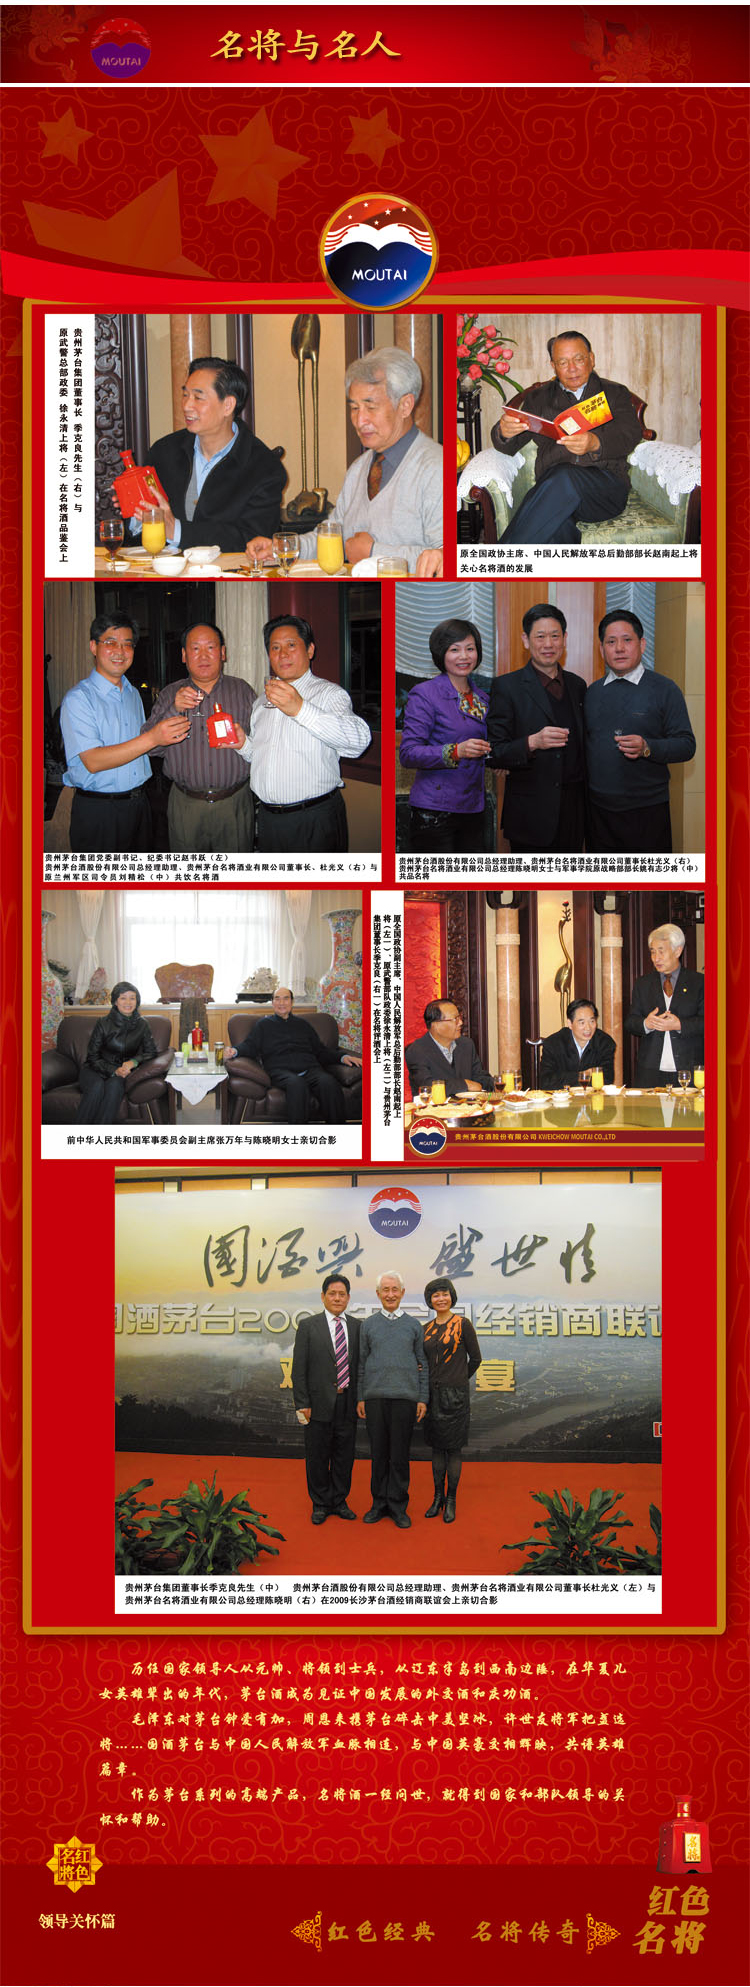 MOUTAI
名将与名人
MOUTAI
贵州茅台集团董事长 季克良先生（右）与
原武警总部政委 徐永清上将（左）在名将酒品鉴会上
原全国政协主席、中国人民解放军总后勤部部长赵南起上将
关心名将酒的发展
贵州茅台集团党委副书记、纪委书记赵书跃（左）
贵州茅台酒股份有限公司总经理助理、贵州茅台名将酒业有限公司董事长、杜光义（右）与
原兰州军区司令员刘精松（中）共饮名将酒
贵州茅台酒股份有限公司总经理助理、贵州茅台名将酒业有限公司董事长杜光义（右）
贵州茅台名将酒业有限公司总经理陈晓明女士与军事学院原战略部部长姚有志少将（中）
共品名将
前中华人民共和国军事委员会副主席张万年与陈晓明女士亲切合影
原全国政协副主席、中国人民解放军总后勤部部长赵南起上
将（左一）、原武警部队政委徐永清上将（左二）与贵州茅台
集团董事长季克良（右一）在名将评酒会上
MOUTAI
贵州茅台酒股份有限公司 KWEICHOW MOUTAI CO.,LTD
MOUTAI
國酒興 盛世情
酒茅台200
经销商联
宴
贵州茅台集团董事长季克良先生（中） 贵州茅台酒股份有限公司总经理助理、贵州茅台名将酒业有限公司董事长杜光义（左）与
贵州茅台名将酒业有限公司总经理陈晓明（右）在2009长沙茅台酒经销商联谊会上亲切合影
历任国家领导人从元帅、将领到士兵，从辽东半岛到西南边陲，在华夏儿
女英雄辈出的年代，茅台酒成为见证中国发展的外交酒和庆功酒。
毛泽东对茅台钟爱有加，周恩来携茅台碎去中美坚冰，许世友将军把盏送
将……国酒茅台与中国人民解放军血脉相连，与中国英豪交相辉映，共谱英雄
篇章。
作为茅台系列的高端产品，名将酒一经问世，就得到国家和部队领导的关
怀和帮助。
名将
红色
名將
领导关怀篇
红色经典 名将传奇
红色
名将